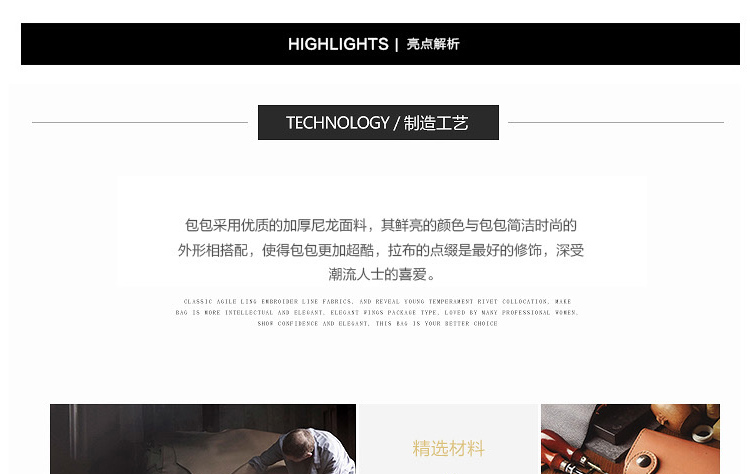 HIGHLIGHTS | 亮点解析
TECHNOLOGY / 制造工艺
包包采用优质的加厚尼龙面料，其鲜亮的颜色与包包简洁时尚的
外形相搭配，使得包包更加超酷，拉布的点缀是最好的修饰，深受
潮流人士的喜爱。
CLASSIC AGILE LING EMBROIDER LINE FABRICS, AND REVEAL YOUNG TEMPERAMENT RIVET COLLOCATION, MAKE
BAG IS MORE INTELLECTUAL AND ELEGANT, ELEGANT WINGS PACKAGE TYPE, LOVED BY MANY PROFESSIONAL WOMEN,
SHOW CONFIDENCE AND ELEGANT, THIS BAG IS YOUR BETTER CHOICE
精选材料